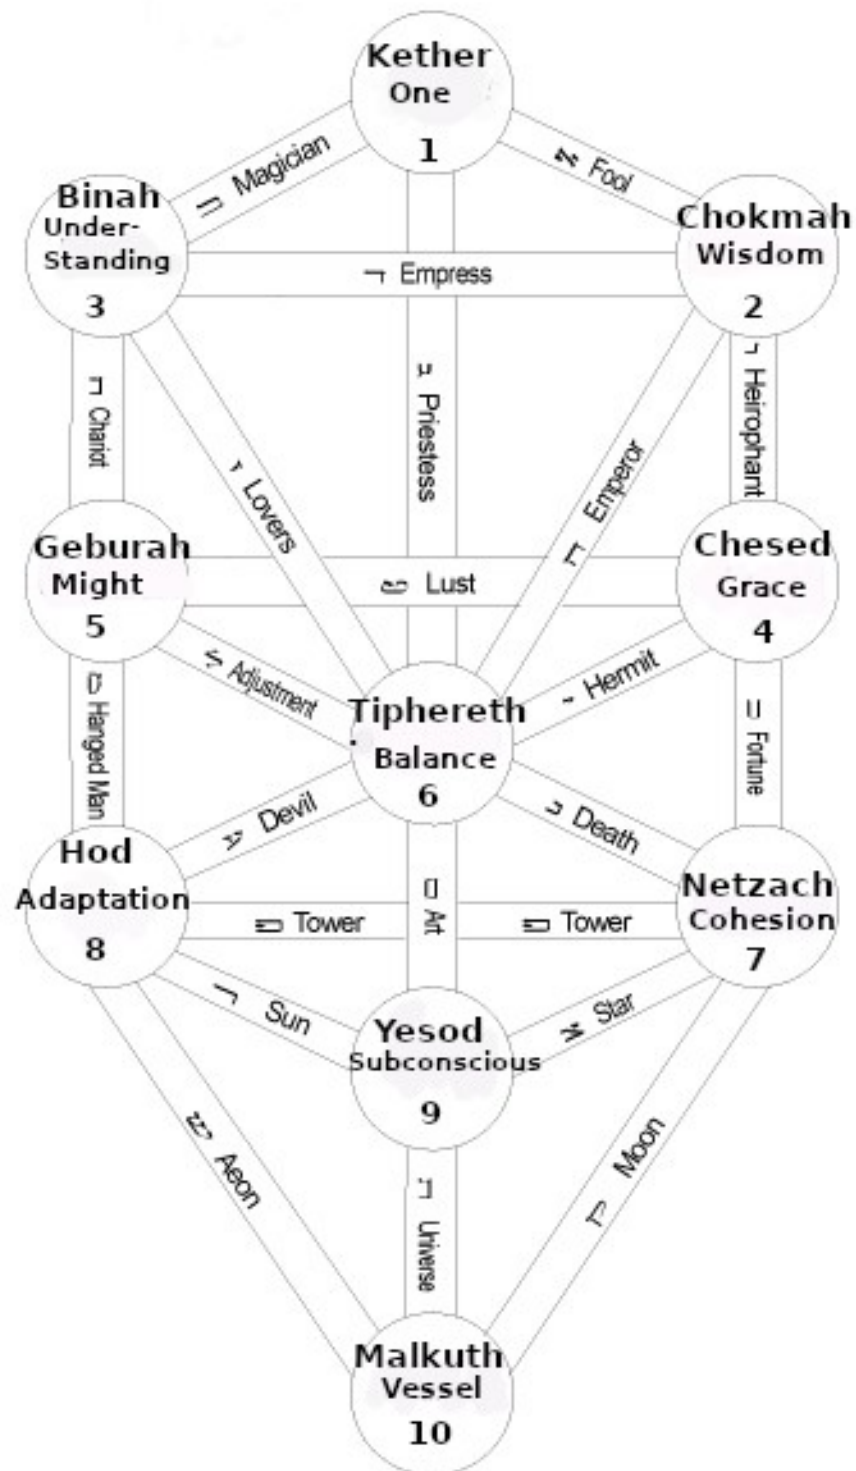 Kether
One
1
Magician
Fool
Binah
Under-
Standing
3
Chokmah
Wisdom
2
Empress
Chariot
Lovers
Priestess
Emperor
Heirophant
Geburah
Might
5
Lust
Chesed
Grace
4
Hanged Man
Adjustment
Hermit
Fortune
Tiphereth
Balance
6
Devil
Death
Hod
Adaptation
8
Tower
Art
Tower
Netzach
Cohesion
7
Sun
Star
Yesod
Subconscious
9
Aeon
Universe
Moon
Malkuth
Vessel
10